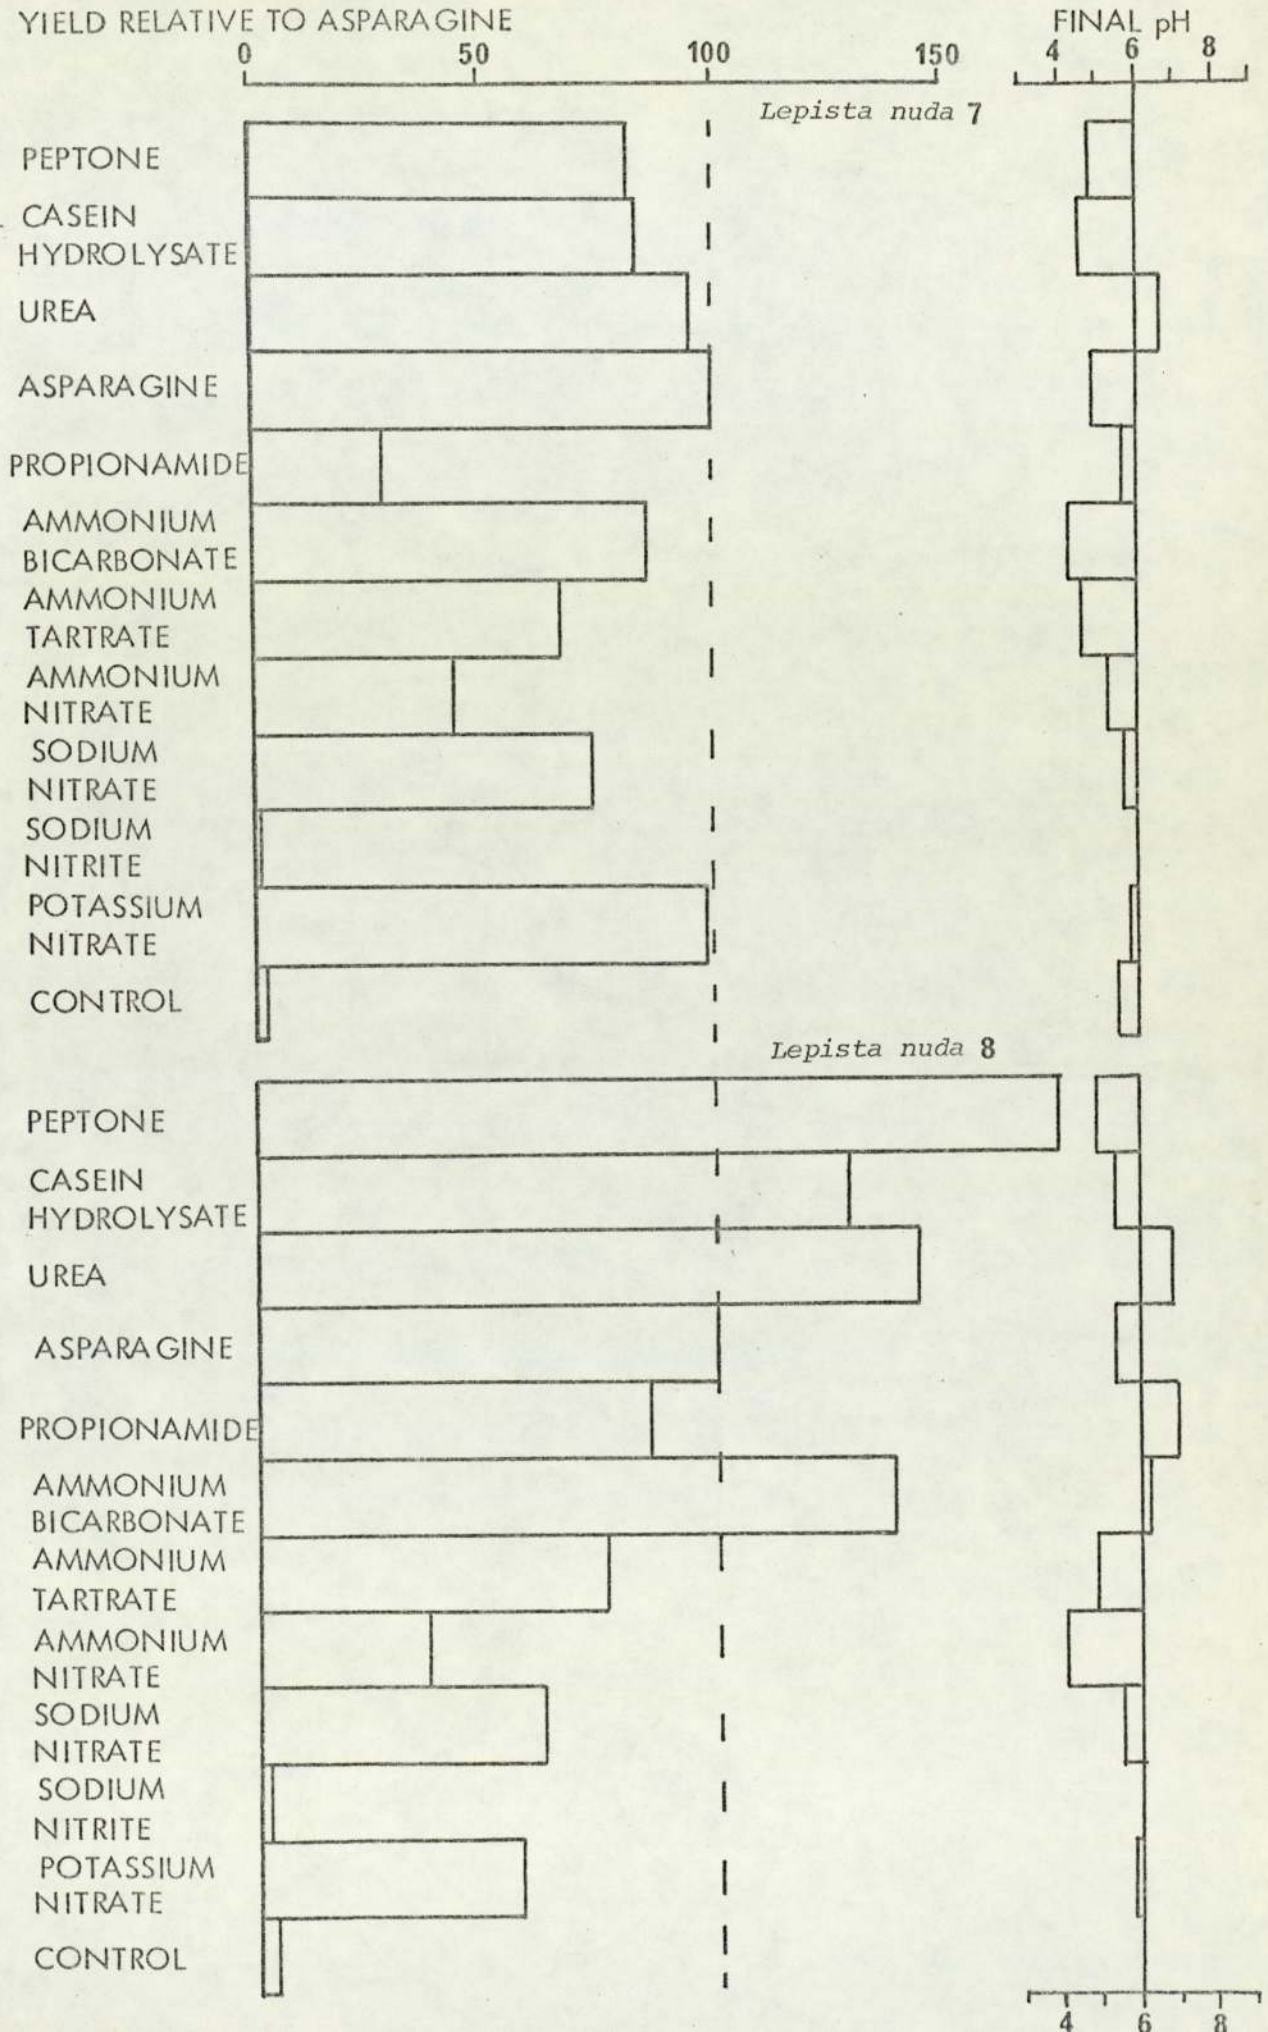 YIELD RELATIVE TO ASPARAGINE
FINAL pH
0 50 100 150
4 6 8
Lepista nuda 7
PEPTONE
CASEIN
HYDROLYSATE
UREA
ASPARAGINE
PROPIONAMIDE
AMMONIUM
BICARBONATE
AMMONIUM
TARTRATE
AMMONIUM
NITRATE
SODIUM
NITRATE
SODIUM
NITRITE
POTASSIUM
NITRATE
CONTROL
Lepista nuda 8
PEPTONE
CASEIN
HYDROLYSATE
UREA
ASPARAGINE
PROPIONAMIDE
AMMONIUM
BICARBONATE
AMMONIUM
TARTRATE
AMMONIUM
NITRATE
SODIUM
NITRATE
SODIUM
NITRITE
POTASSIUM
NITRATE
CONTROL
4 6 8